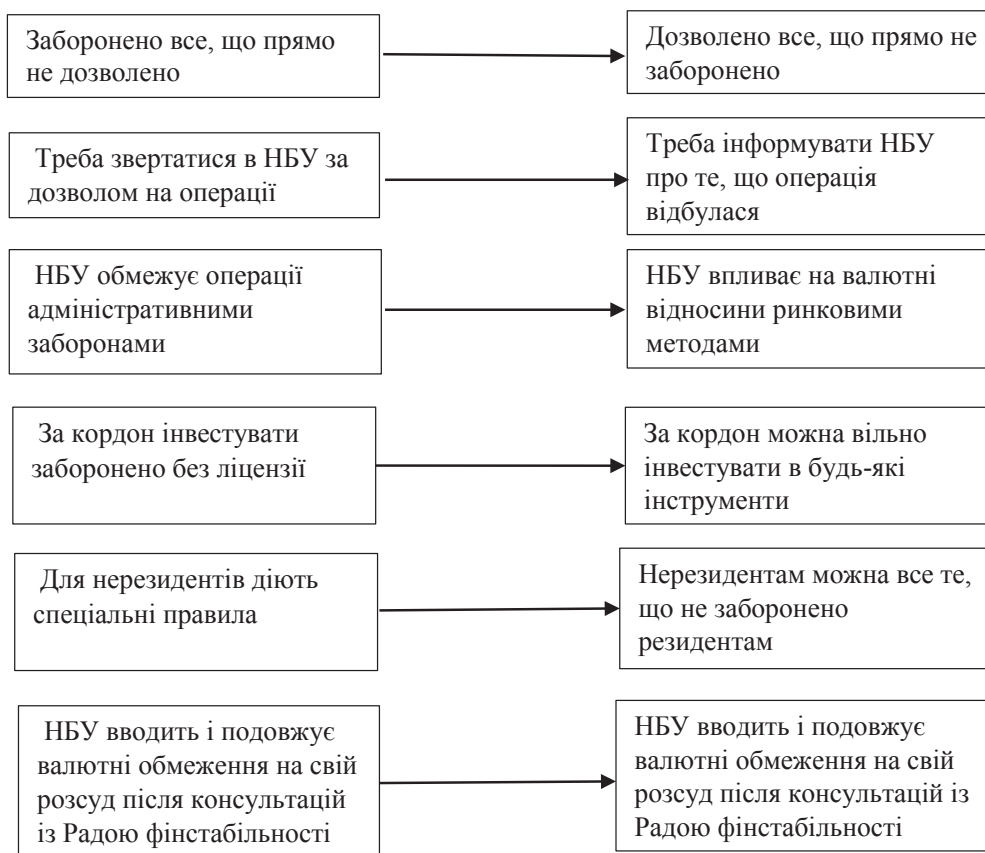 Заборонено все, що прямо
не дозволено
Дозволено все, що прямо не
заборонено
Треба звертатися в НБУ за
дозволом на операції
Треба інформувати НБУ
про те, що операція
відбулася
НБУ обмежує операції
адміністративними
заборонами
НБУ впливає на валютні
відносини ринковими
методами
За кордон інвестувати
заборонено без ліцензії
За кордон можна вільно
інвестувати в будь-які
інструменти
Для нерезидентів діють
спеціальні правила
Нерезидентам можна все те,
що не заборонено
резидентам
НБУ вводить і подовжує
валютні обмеження на свій
розсуд після консультацій
із Радою фінстабільності
НБУ вводить і подовжує
валютні обмеження на свій
розсуд після консультацій із
Радою фінстабільності